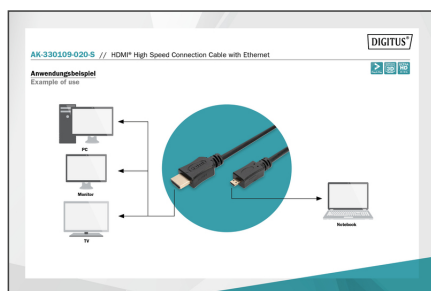 DIGITUS®
AK-330109-020-S // HDMI® High Speed Connection Cable with Ethernet
Anwendungsbeispiel
Example of use
PC
Monitor
TV
Notebook